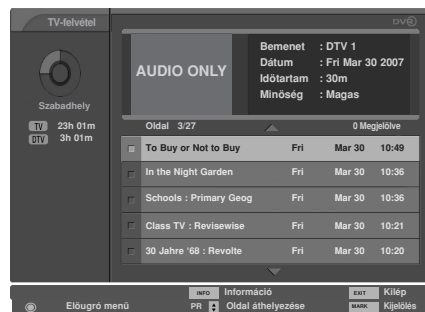 TV-felvétel
DVR
AUDIO ONLY
Bemenet : DTV 1
Dátum : Fri Mar 30 2007
Időtartam : 30m
Minőség : Magas
Szabadhely
TV 23h 01m
DTV 3h 01m
Oldal 3/27 0 Megjelölve
To Buy or Not to Buy Fri Mar 30 10:49
In the Night Garden Fri Mar 30 10:36
Schools : Primary Geog Fri Mar 30 10:36
Class TV : Revisewise Fri Mar 30 10:21
30 Jahre '68 : Revolte Fri Mar 30 10:20
INFO Információ EXIT Kilép
Előugró menü PR Oldal áthelyezése MARK Kijelölés